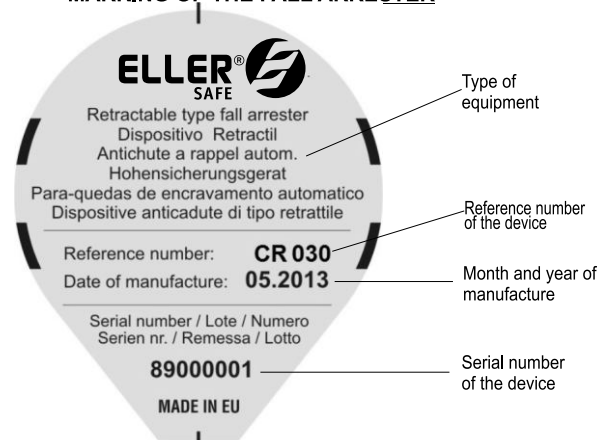 MARKING OF THE FALL ARRESTER
ELLER®
SAFE
Retractable type fall arrester
Dispositivo Retractil
Antichute a rappel autom.
Hohensicherungsgerat
Para-quedas de encravamento automatico
Dispositive anticadute di tipo retrattile
Reference number: CR 030
Date of manufacture: 05.2013
Serial number / Lote / Numero
Serien nr. / Remessa / Lotto
89000001
MADE IN EU
Type of
equipment
Reference number
of the device
Month and year of
manufacture
Serial number
of the device